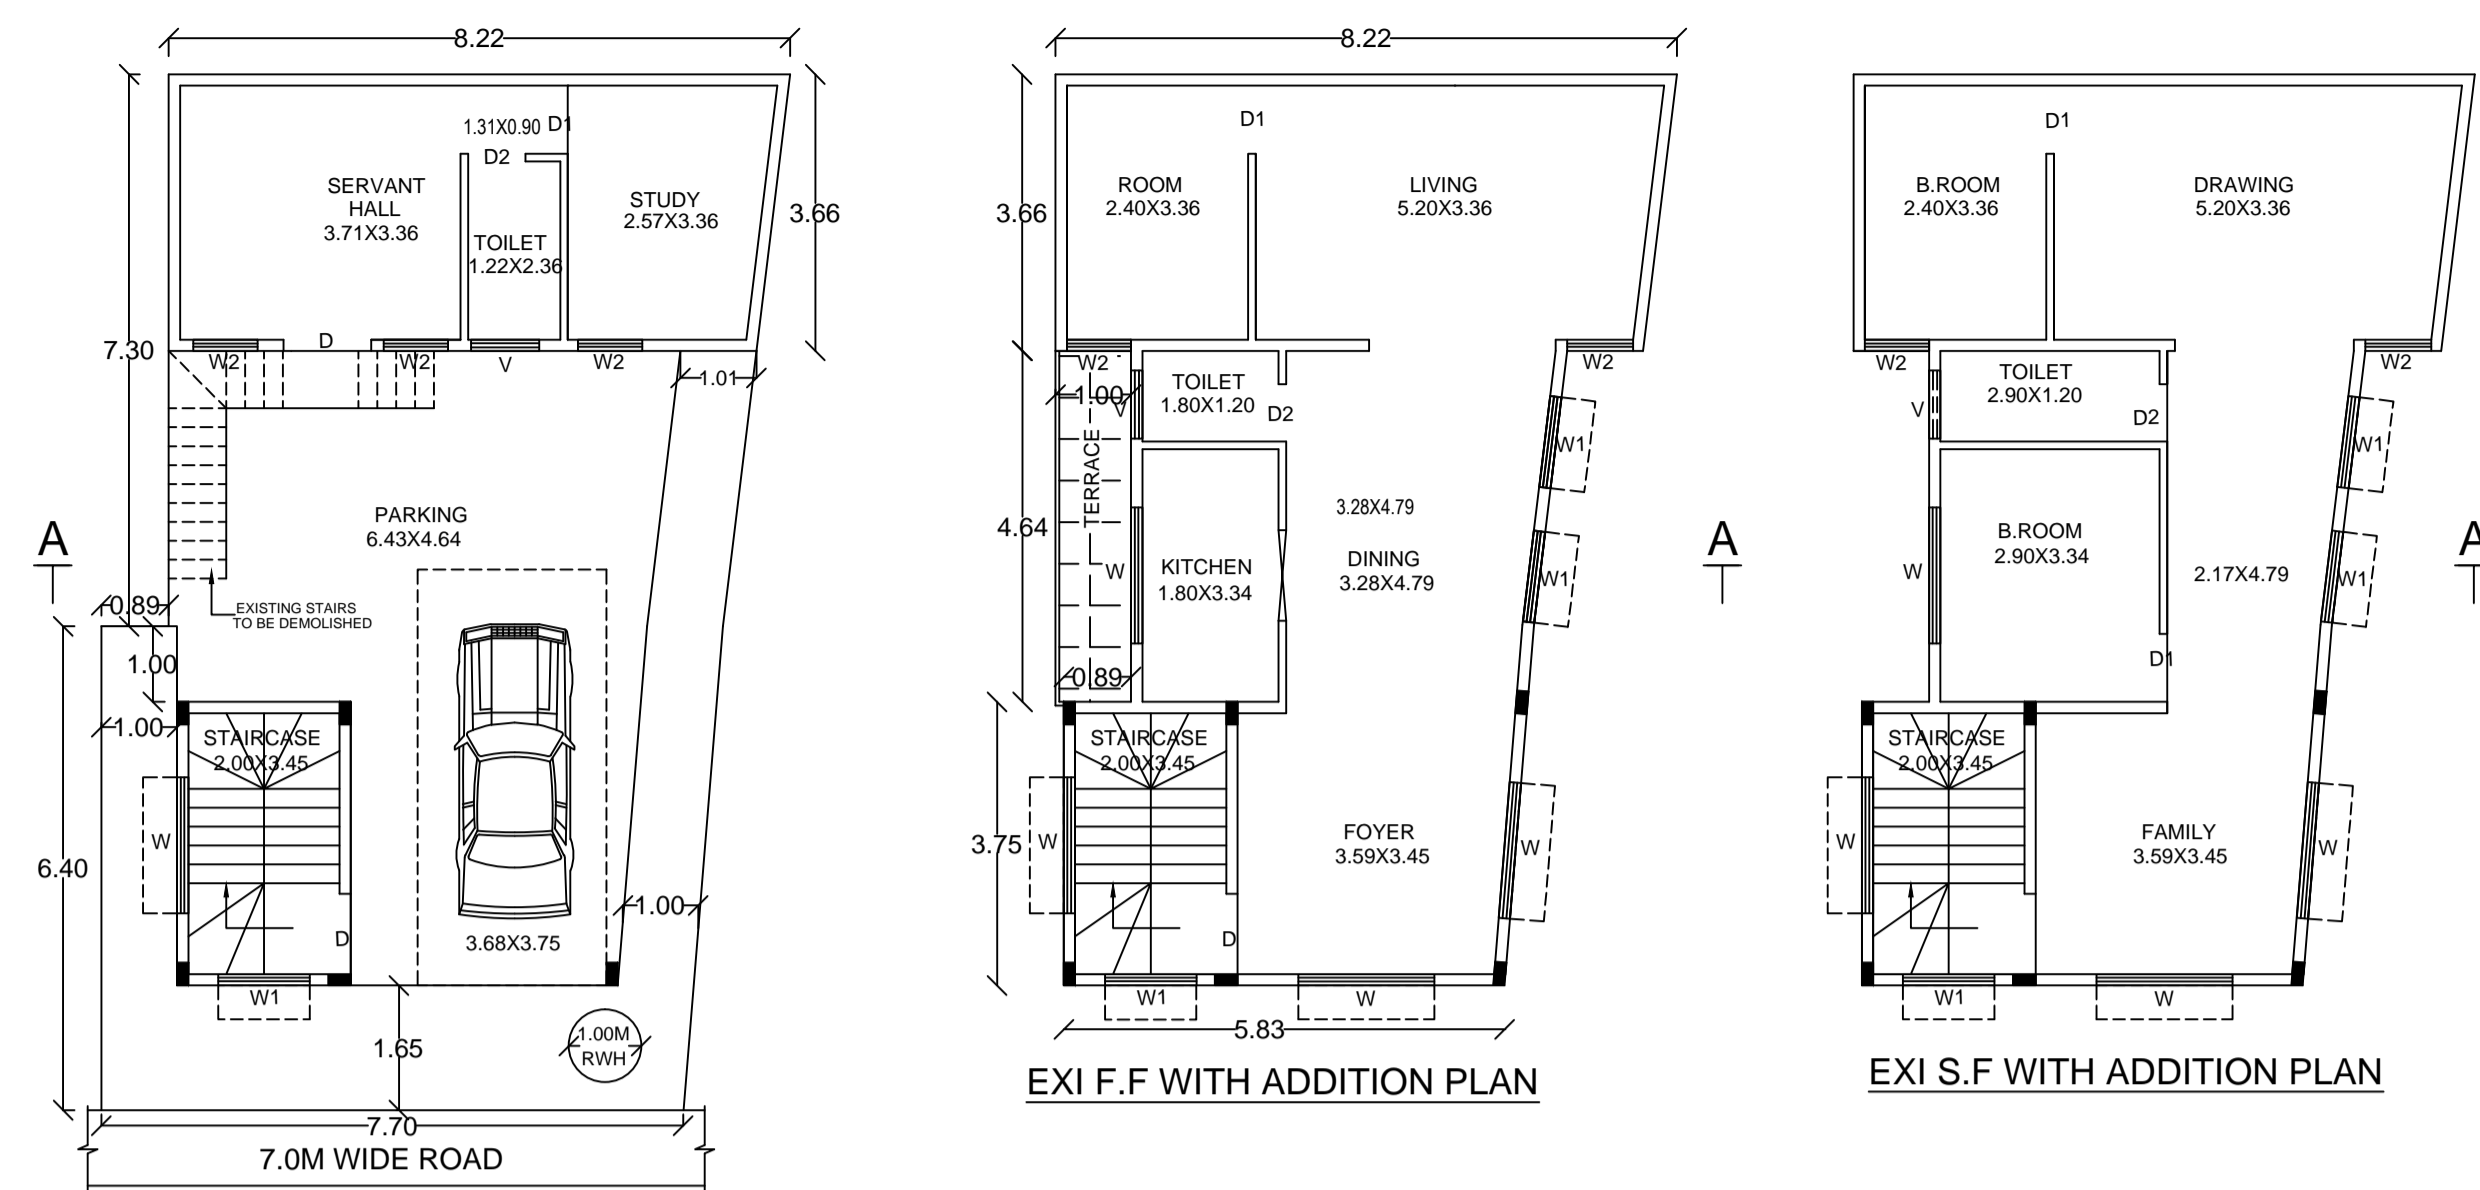 8.22
7.30
3.66
1.31X0.90
D1
D2
SERVANT
HALL
3.71X3.36
TOILET
1.22X2.36
STUDY
2.57X3.36
D
W2
W2
V
W2
1.01
PARKING
6.43X4.64
A
EXISTING STAIRS
TO BE DEMOLISHED
0.89
1.00
1.00
6.40
STAIRCASE
2.00X3.45
W
D
W1
3.68X3.75
1.00
1.65
1.00M
RWH
7.70
7.0M WIDE ROAD
8.22
3.66
D1
ROOM
2.40X3.36
LIVING
5.20X3.36
W2
W2
1.00
V
TOILET
1.80X1.20
D2
W1
TERRACE
4.64
3.28X4.79
W
KITCHEN
1.80X3.34
DINING
3.28X4.79
W1
A
0.89
STAIRCASE
2.00X3.45
3.75
W
FOYER
3.59X3.45
W
D
W1
W
5.83
EXI F.F WITH ADDITION PLAN
D1
B.ROOM
2.40X3.36
DRAWING
5.20X3.36
W2
W2
TOILET
2.90X1.20
V
D2
W1
B.ROOM
2.90X3.34
W
2.17X4.79
W1
A
D1
STAIRCASE
2.00X3.45
W
FAMILY
3.59X3.45
W
W1
W
EXI S.F WITH ADDITION PLAN